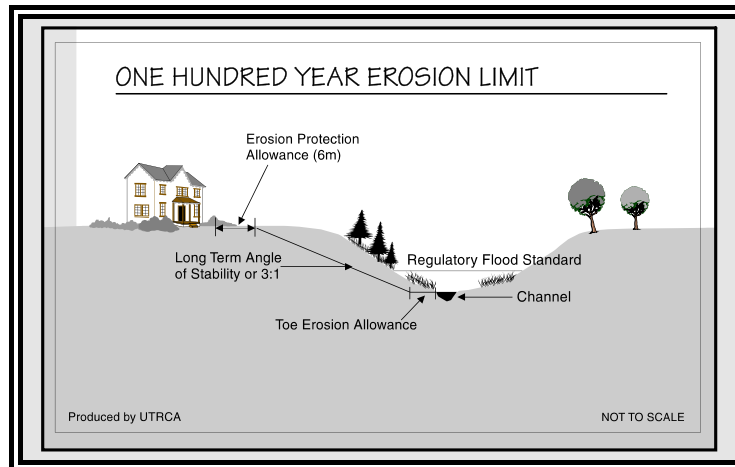 ONE HUNDRED YEAR EROSION LIMIT
Erosion Protection
Allowance (6m)
Long Term Angle
of Stability or 3:1
Regulatory Flood Standard
Channel
Toe Erosion Allowance
Produced by UTRCA
NOT TO SCALE